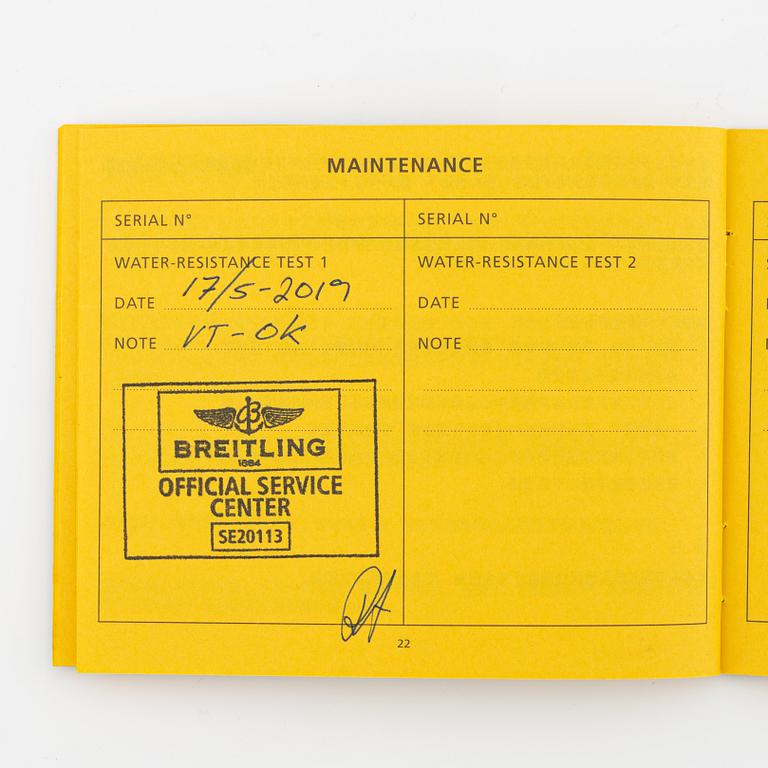 MAINTENANCE
SERIAL N°
WATER-RESISTANCE TEST 1
DATE 17/5-2019
NOTE VT-OK
BREITLING
1884
OFFICIAL SERVICE
CENTER
SE20113
SERIAL N°
WATER-RESISTANCE TEST 2
DATE
NOTE
22